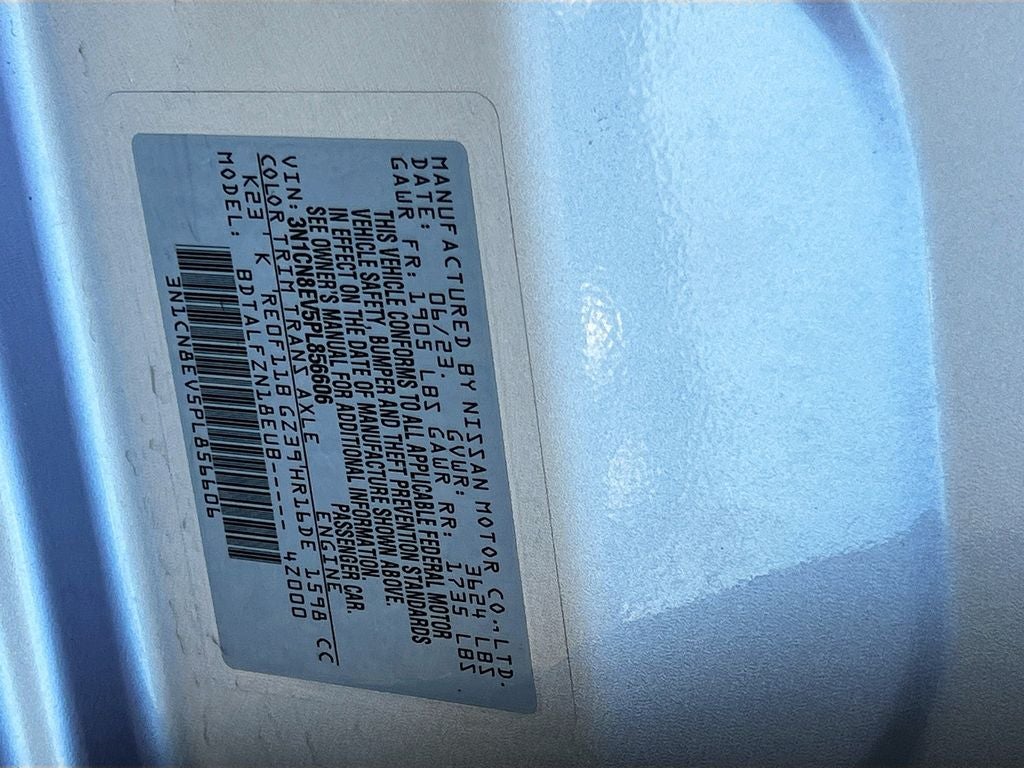 MANUFACTURED BY NISSAN MOTOR CO., LTD.
DATE: 06/23. GVWR: 3624 LBS
GAWR FR: 1905 LBS GAWR RR: 1735 LBS
THIS VEHICLE CONFORMS TO ALL APPLICABLE FEDERAL MOTOR
VEHICLE SAFETY, BUMPER AND THEFT PREVENTION STANDARDS
IN EFFECT ON THE DATE OF MANUFACTURE SHOWN ABOVE.
SEE OWNER'S MANUAL FOR ADDITIONAL INFORMATION.
VIN: 3N1CN8EV5PL856606 PASSENGER CAR.
COLOR TRIM TRANS AXLE ENGINE
K23 K RE0F11B GZ39 HR16DE 1598 CC
MODEL: BDTALFZN18EUB----- 4Z000
3N1CN8EV5PL856606